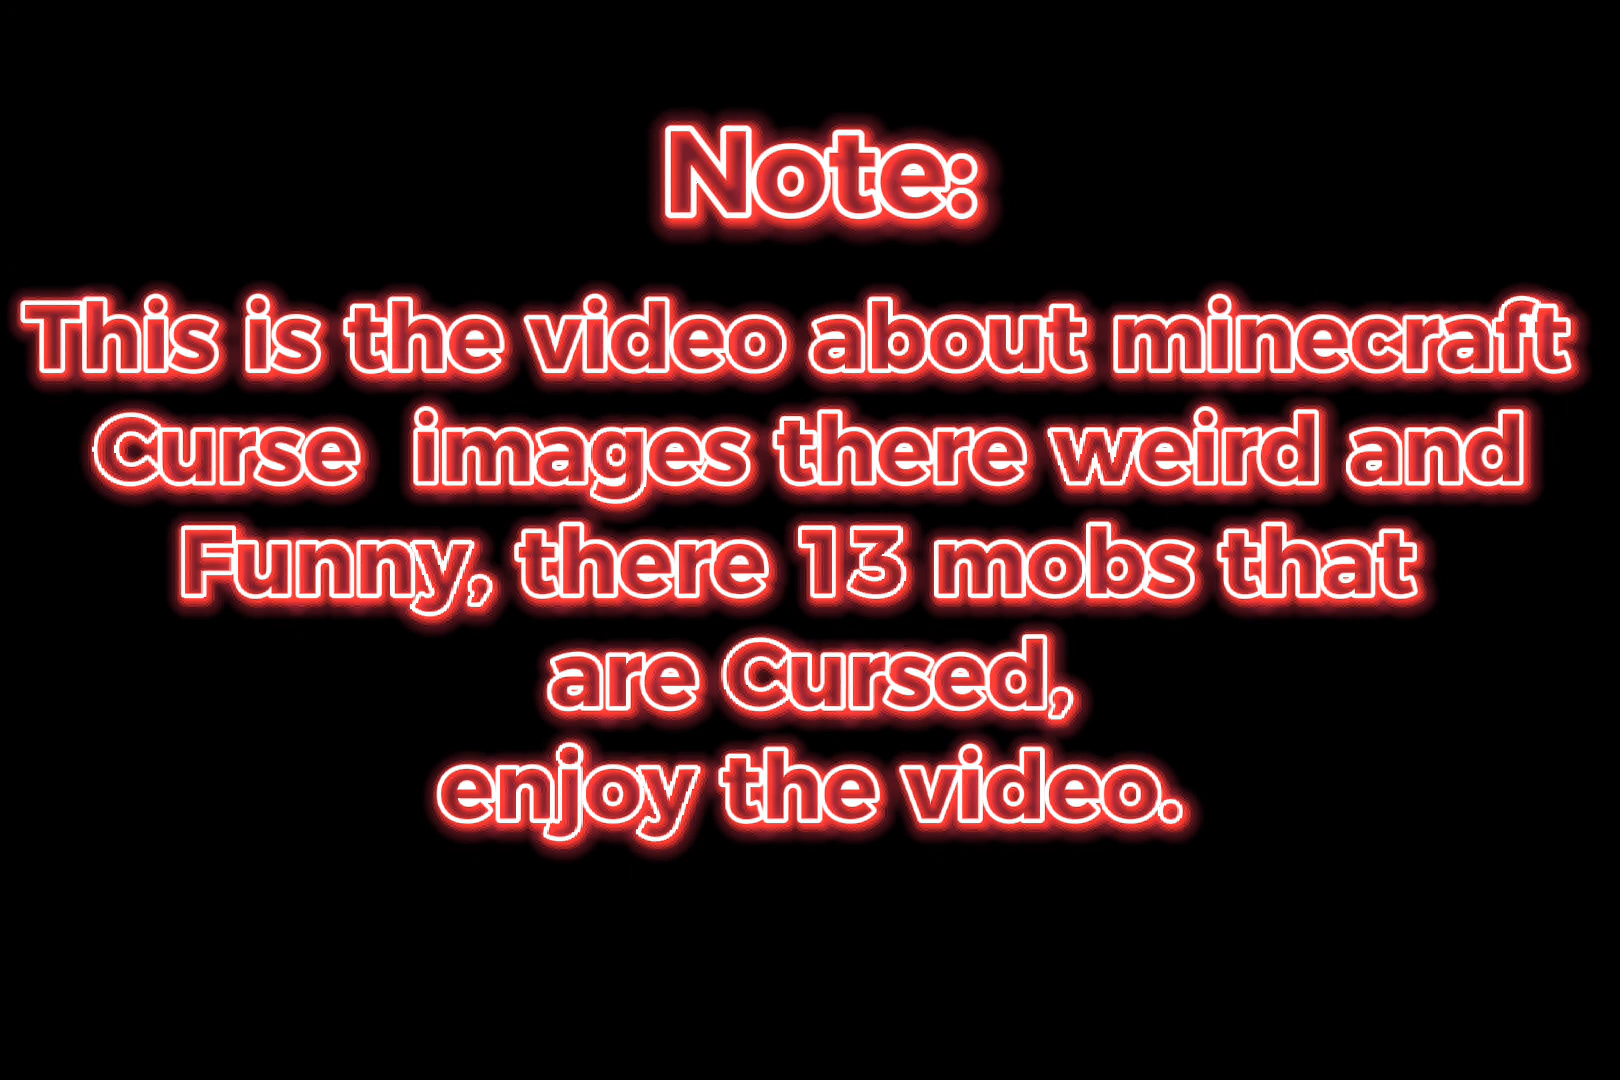 Note:
This is the video about minecraft
Curse  images there weird and
Funny, there 13 mobs that
are Cursed,
enjoy the video.